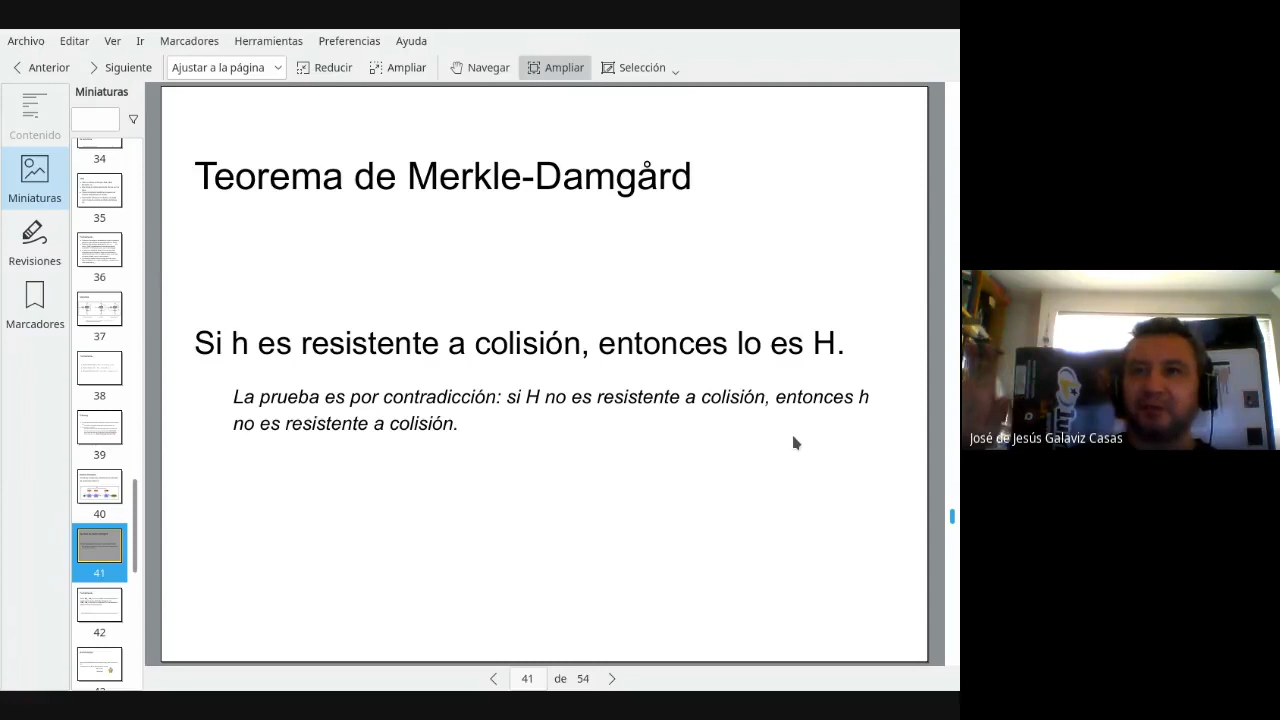 Archivo Editar Ver Ir Marcadores Herramientas Preferencias Ayuda
Anterior Siguiente Ajustar a la página Reducir Ampliar Navegar Ampliar Selección
Contenido
Miniaturas
Revisiones
Marcadores
Miniaturas
34
35
36
37
38
39
40
41
42
Teorema de Merkle-Damgård
Si h es resistente a colisión, entonces lo es H.
La prueba es por contradicción: si H no es resistente a colisión, entonces h
no es resistente a colisión.
41 de 54
José de Jesús Galaviz Casas